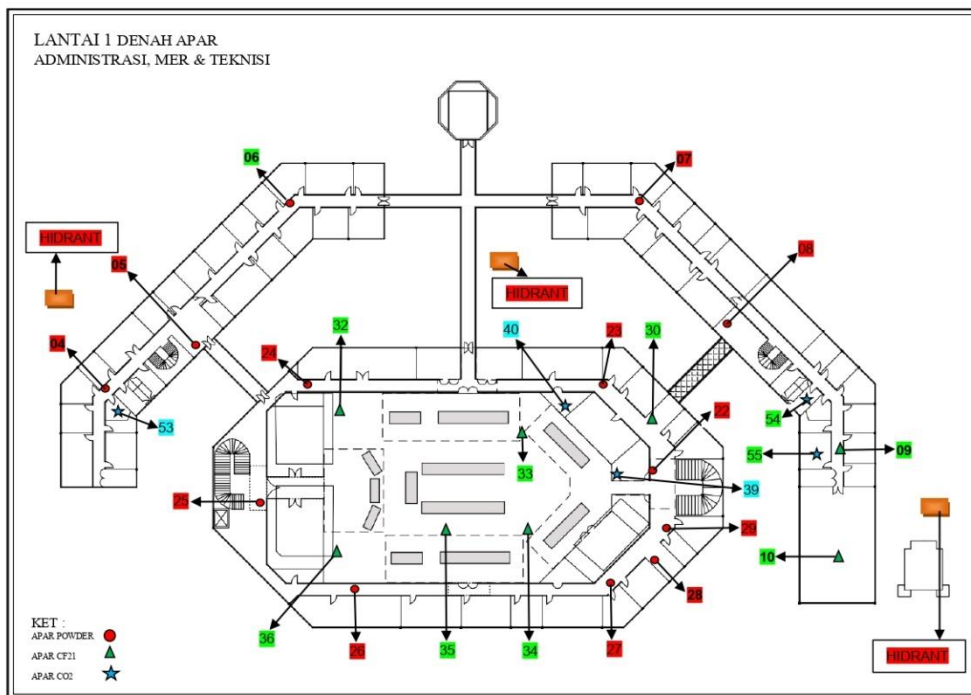 LANTAI 1 DENAH APAR
ADMINISTRASI, MER & TEKNISI
06
07
HIDRANT
05
08
HIDRANT
32
40
23
30
04
24
22
53
54
33
55
09
39
25
29
10
28
36
26
35
34
27
HIDRANT
KET :
APAR POWDER
APAR CF21
APAR CO2